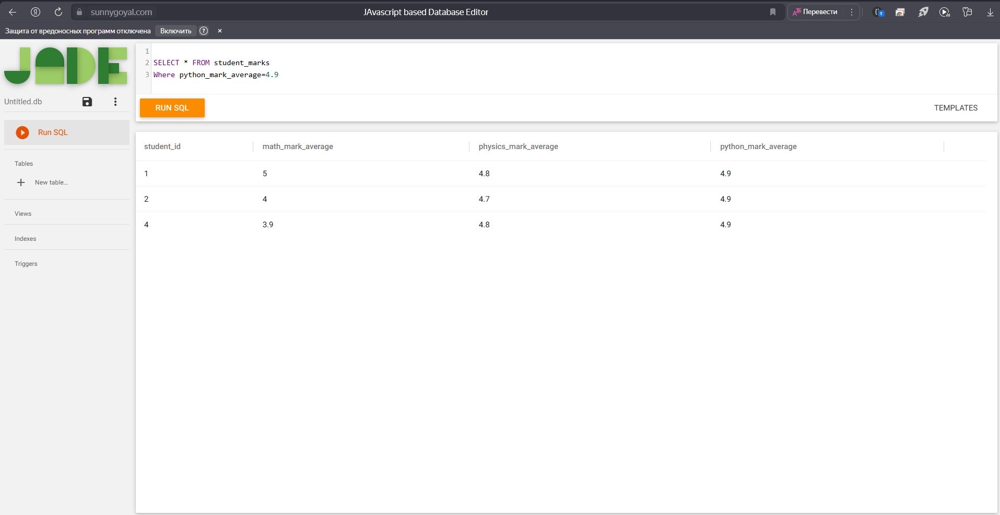 sunnygoyal.com
JAvascript based Database Editor
Перевести
1
Защита от вредоносных программ отключена
Включить
?
×
JADE
Untitled.db
Run SQL
Tables
New table...
Views
Indexes
Triggers
1
2 SELECT * FROM student_marks
3 Where python_mark_average=4.9
RUN SQL
TEMPLATES
student_id math_mark_average physics_mark_average python_mark_average
1 5 4.8 4.9
2 4 4.7 4.9
4 3.9 4.8 4.9